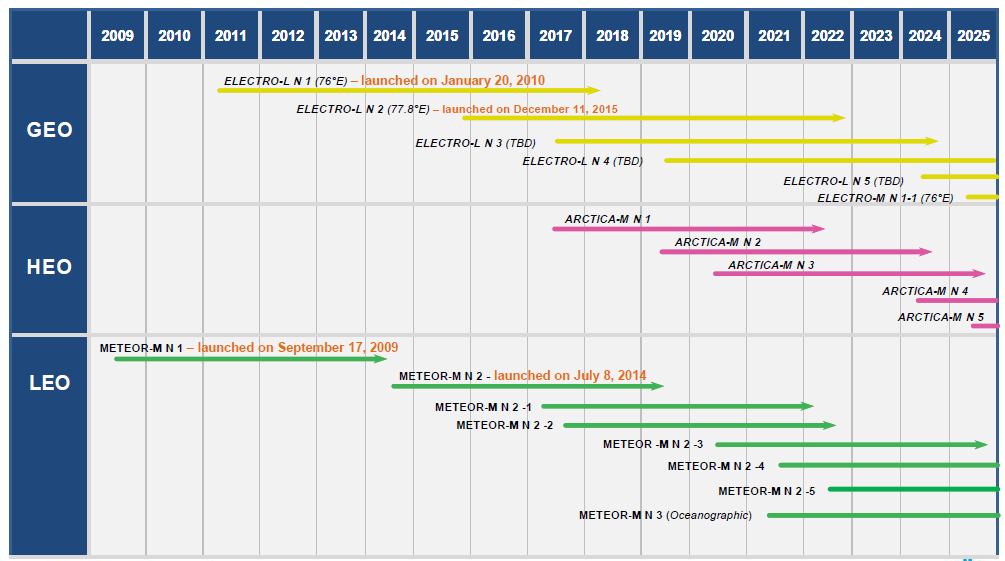 2009 2010 2011 2012 2013 2014 2015 2016 2017 2018 2019 2020 2021 2022 2023 2024 2025
GEO
ELECTRO-L N 1 (76°E) – launched on January 20, 2010
ELECTRO-L N 2 (77.8°E) – launched on December 11, 2015
ELECTRO-L N 3 (TBD)
ELECTRO-L N 4 (TBD)
ELECTRO-L N 5 (TBD)
ELECTRO-M N 1-1 (76°E)
HEO
ARCTICA-M N 1
ARCTICA-M N 2
ARCTICA-M N 3
ARCTICA-M N 4
ARCTICA-M N 5
LEO
METEOR-M N 1 – launched on September 17, 2009
METEOR-M N 2 - launched on July 8, 2014
METEOR-M N 2 -1
METEOR-M N 2 -2
METEOR -M N 2 -3
METEOR-M N 2 -4
METEOR-M N 2 -5
METEOR-M N 3 (Oceanographic)